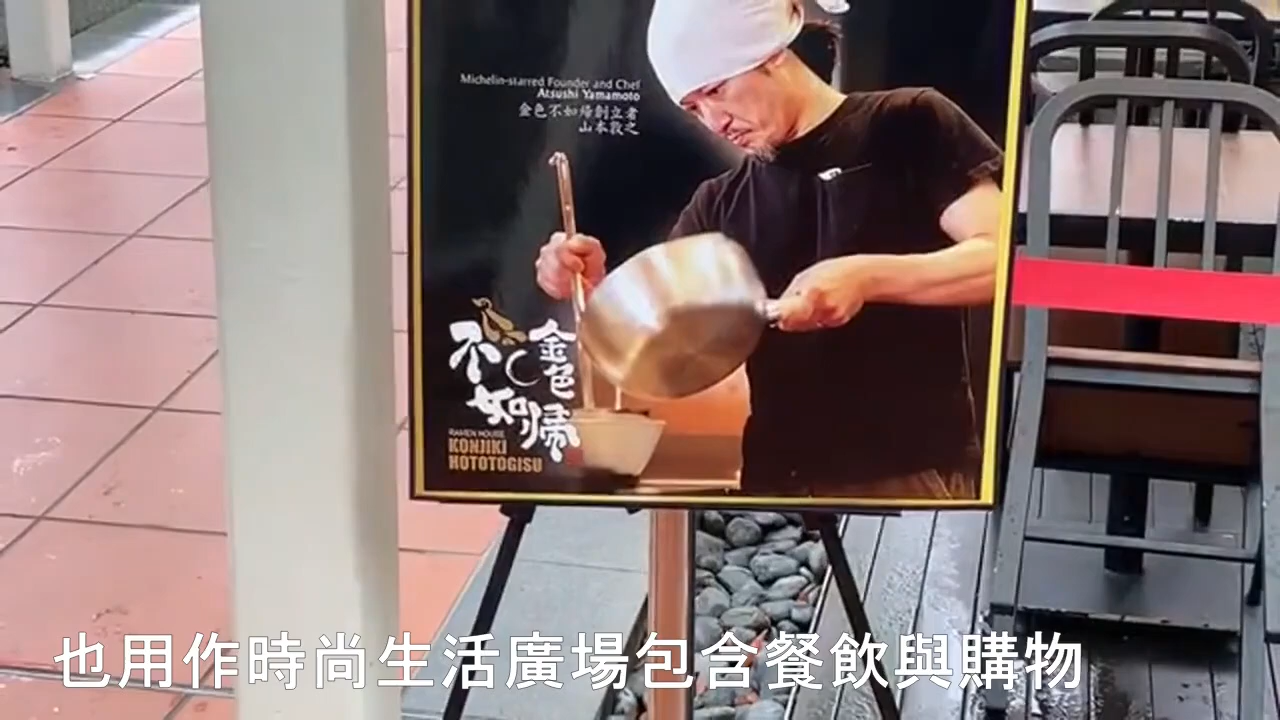 Michelin-starred Founder and Chef
Atsushi Yamamoto
金色不如帰創立者
山本敦之
金色
不如帰
RAMEN HOUSE
KONJIKI
HOTOTOGISU
也用作時尚生活廣場包含餐飲與購物